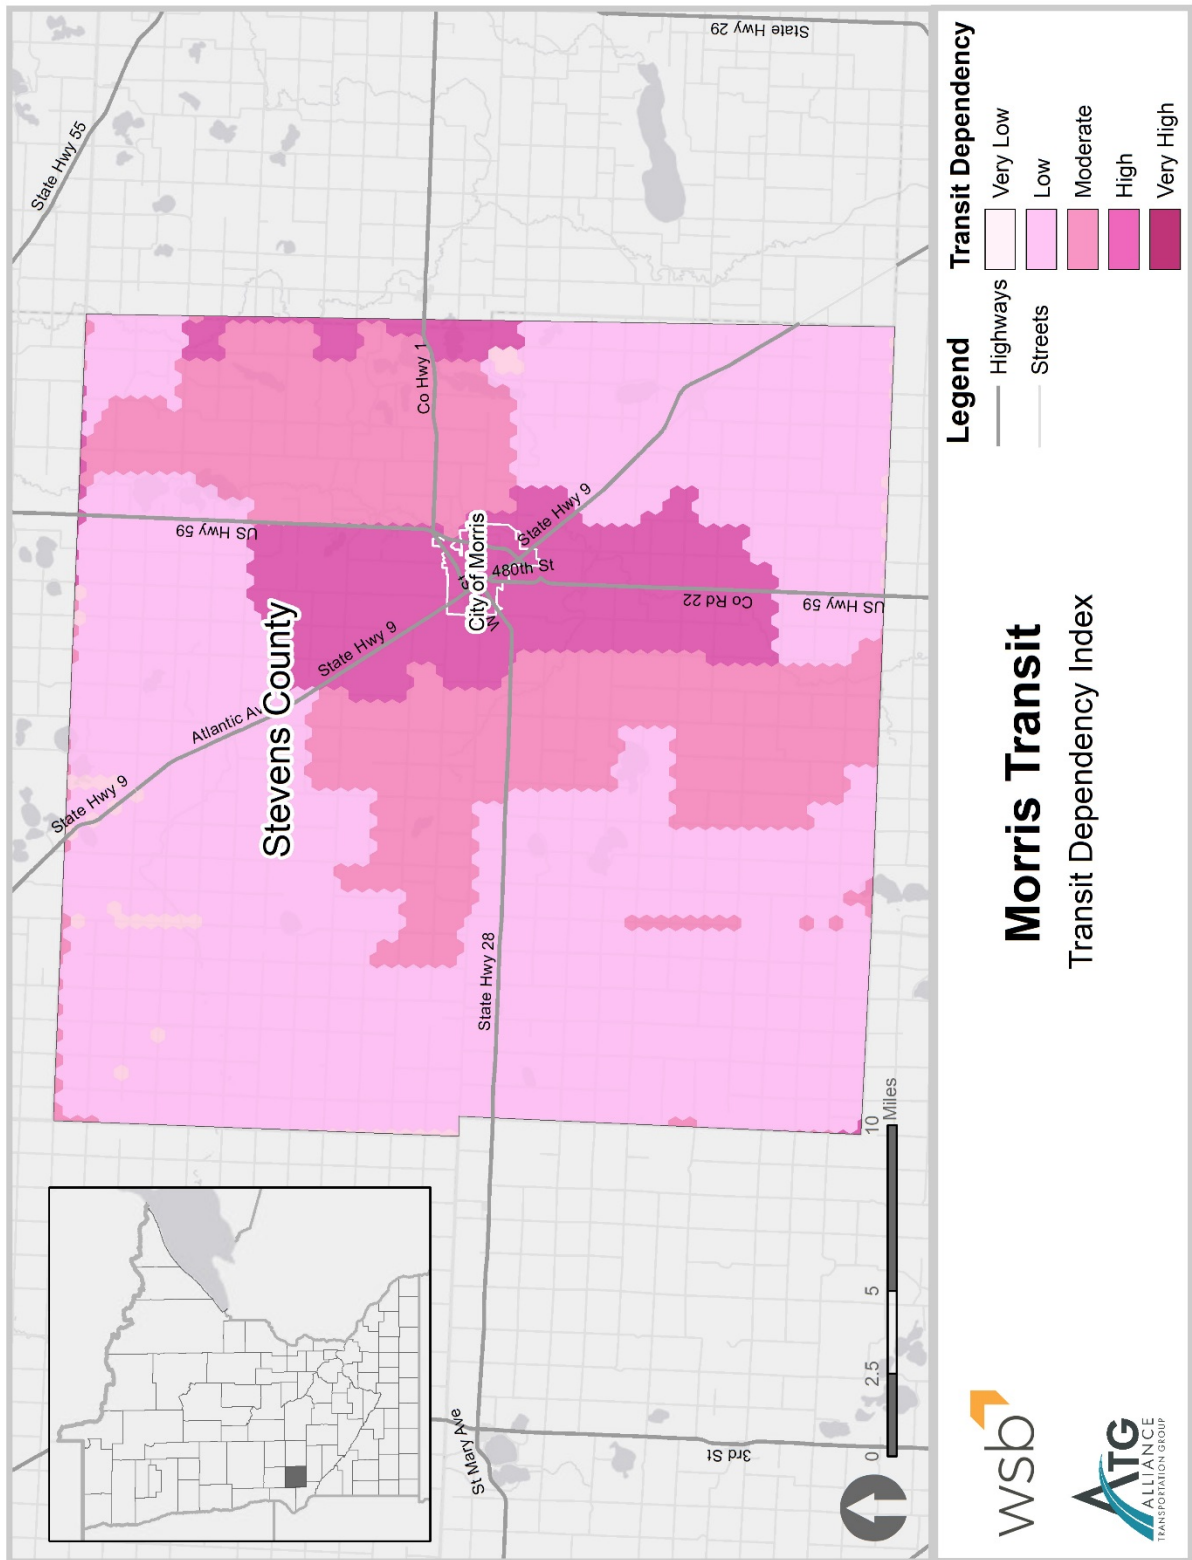 State Hwy 55
State Hwy 29
US Hwy 59
Co Hwy 1
State Hwy 9
Atlantic Av
Stevens County
State Hwy 9
City of Morris
480th St
State Hwy 9
Co Rd 22
US Hwy 59
State Hwy 28
St Mary Ave
3rd St
0 2.5 5 10
Miles
wsb
ATG
ALLIANCE
TRANSPORTATION GROUP
Morris Transit
Transit Dependency Index
Legend
Highways
Streets
Transit Dependency
Very Low
Low
Moderate
High
Very High